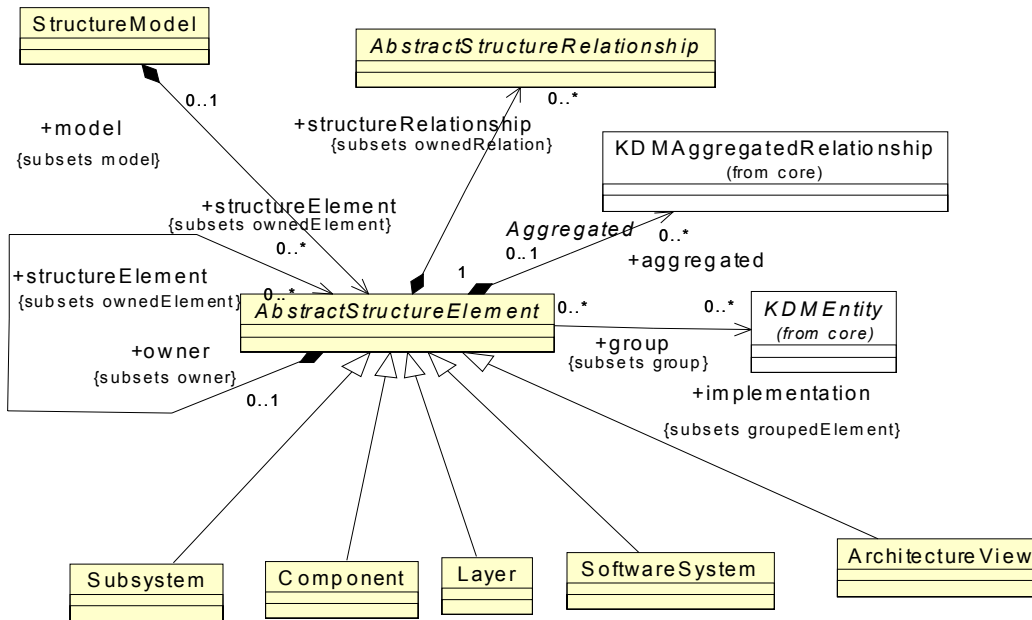 StructureModel
AbstractStructureRelationship
0..1
0..*
+model
{subsets model}
+structureRelationship
{subsets ownedRelation}
KDMAggregatedRelationship
(from core)
+structureElement
{subsets ownedElement}
Aggregated
0..*
0..1
0..*
+aggregated
1
+structureElement
{subsets ownedElement}
0..*
AbstractStructureElement
0..*
0..*
KDMEntity
(from core)
+group
{subsets group}
+owner
{subsets owner}
0..1
+implementation
{subsets groupedElement}
Subsystem
Component
Layer
SoftwareSystem
ArchitectureView